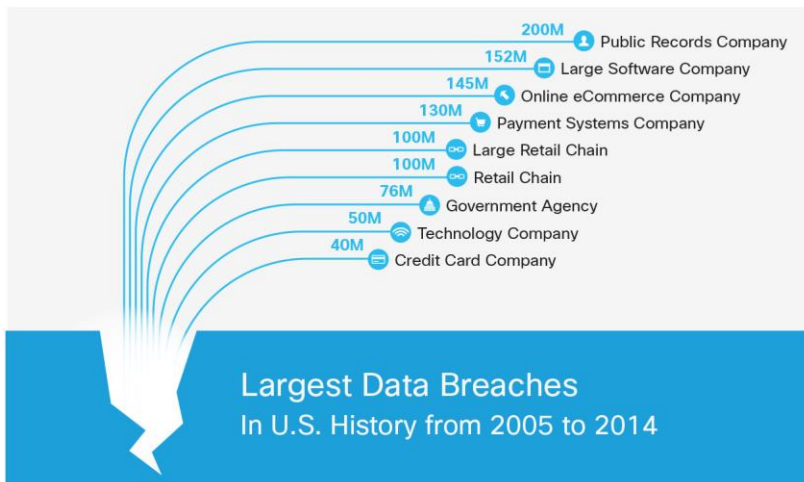 200M Public Records Company
152M Large Software Company
145M Online eCommerce Company
130M Payment Systems Company
100M Large Retail Chain
100M Retail Chain
76M Government Agency
50M Technology Company
40M Credit Card Company
Largest Data Breaches
In U.S. History from 2005 to 2014